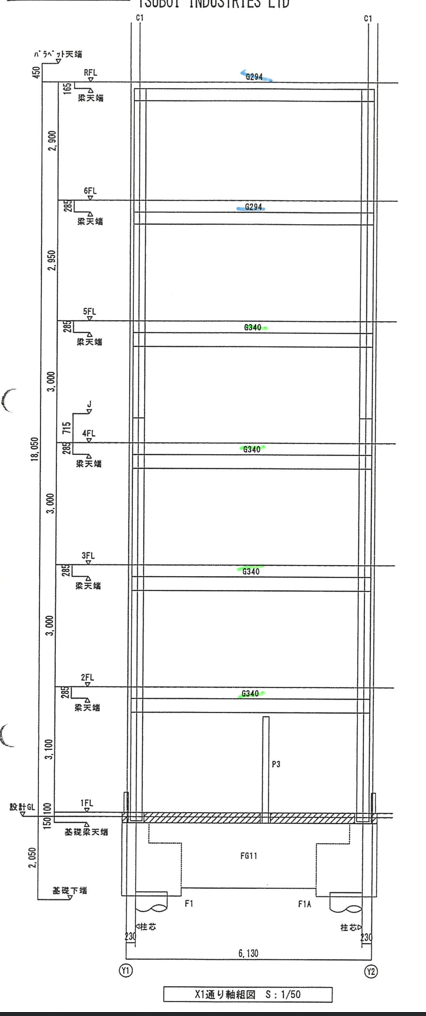 TSUBOI INDUSTRIES LTD
C1
C1
パラペット天端
450
RFL
G294
165
梁天端
2,900
6FL
G294
285
梁天端
2,950
5FL
G340
285
梁天端
3,000
J
715
4FL
G340
285
梁天端
18,050
3,000
3FL
G340
285
梁天端
3,000
2FL
G340
285
梁天端
3,100
P3
設計GL
1FL
100
150
基礎梁天端
2,050
FG11
基礎下端
F1
F1A
柱芯
柱芯
230
230
6,130
Y1
Y2
X1通り軸組図 S:1/50